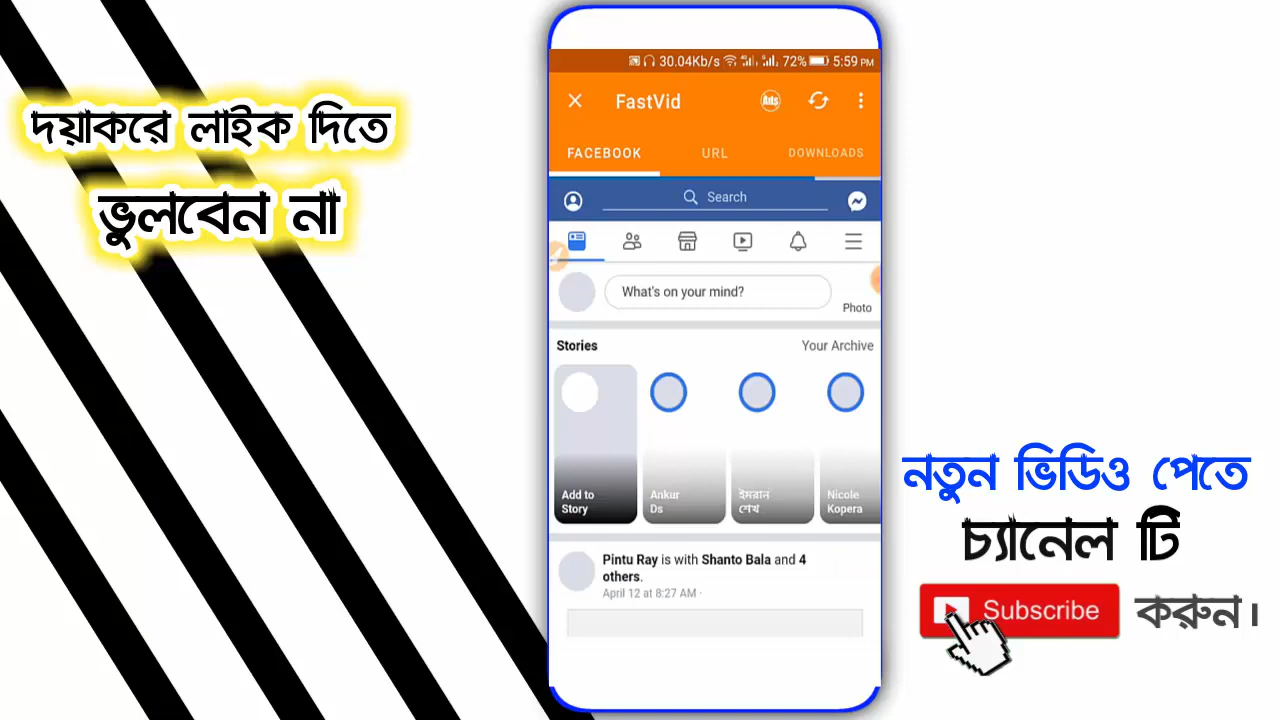 দয়াকরে লাইক দিতে
ভুলবেন না
30.04Kb/s 72% 5:59 PM
FastVid
Ads
FACEBOOK URL DOWNLOADS
Search
What's on your mind?
Photo
Stories Your Archive
Add to Story
Ankur Ds
ইমরান শেখ
Nicole Kopera
Pintu Ray is with Shanto Bala and 4
others.
April 12 at 8:27 AM ·
নতুন ভিডিও পেতে
চ্যানেল টি
Subscribe করুন।